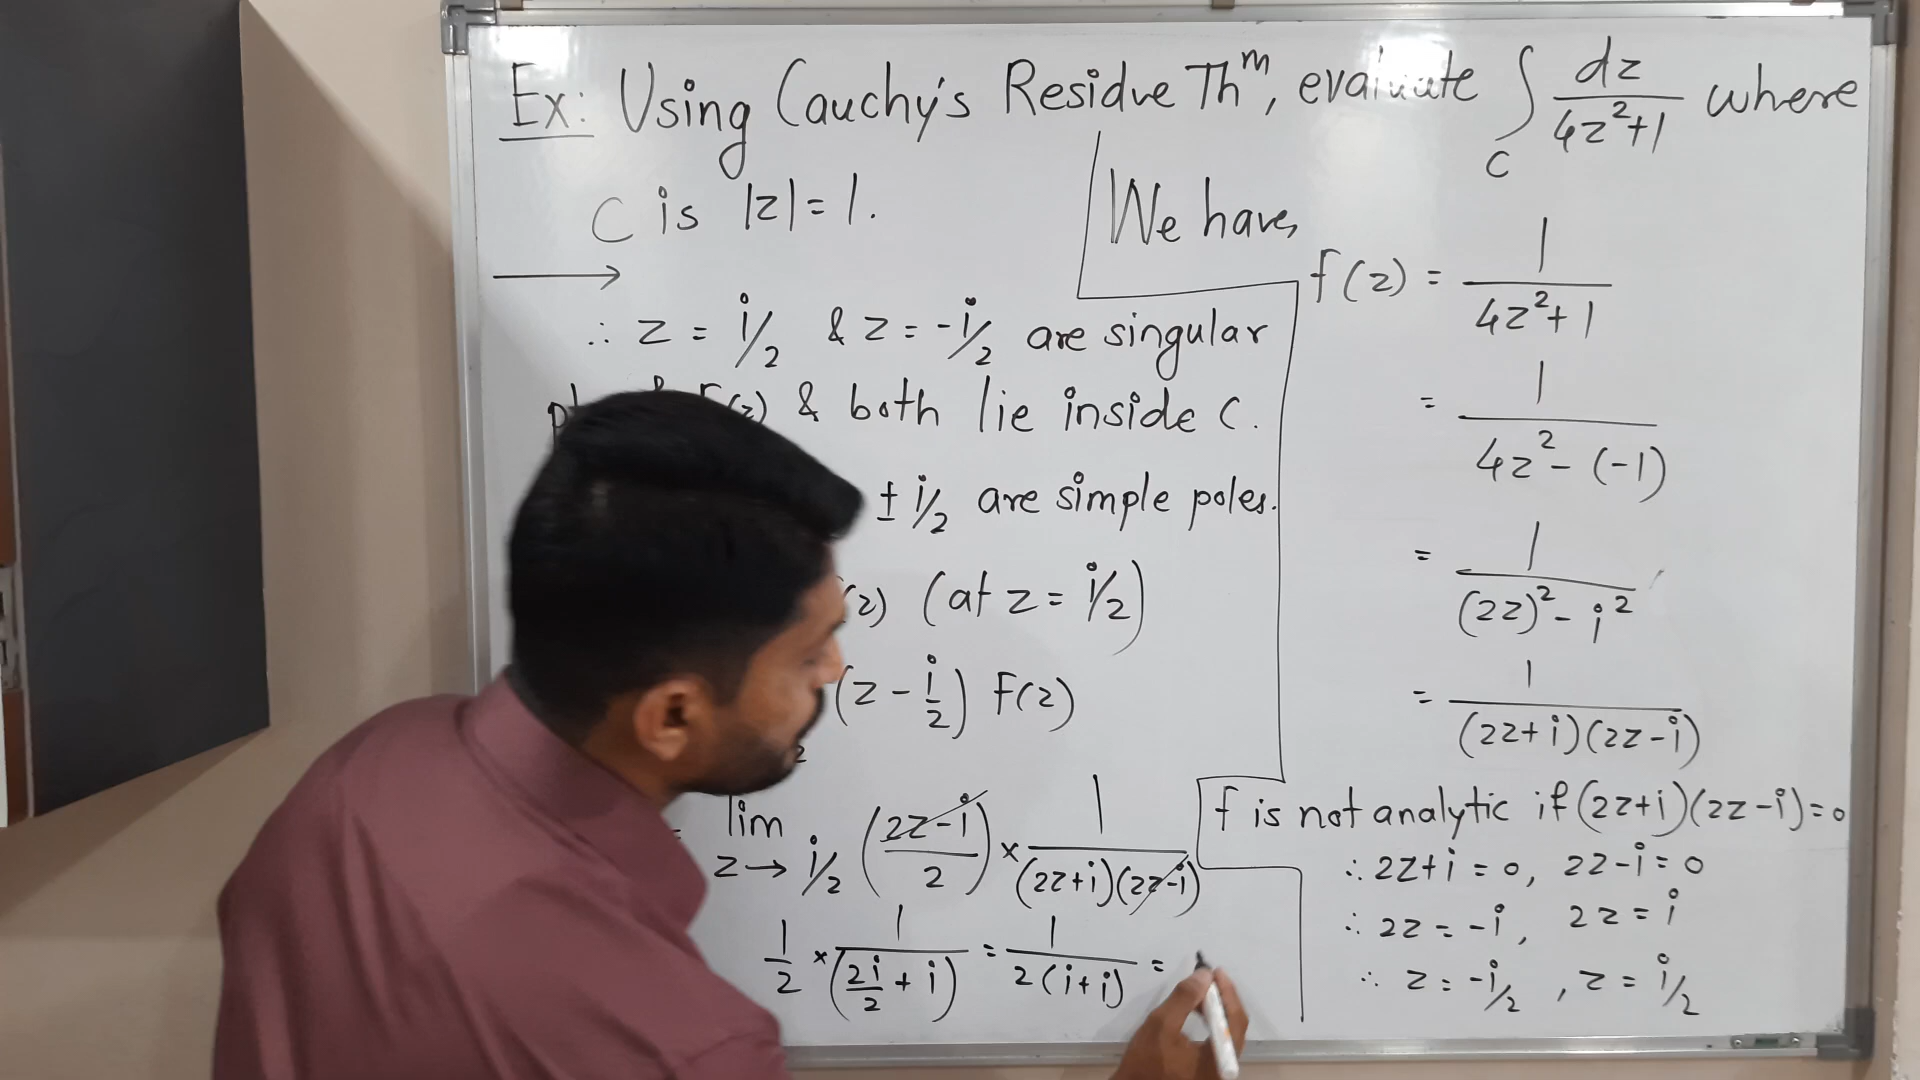 Ex: Using Cauchy's Residue Thᵐ, evaluate ∫_C dz/(4z²+1) where
C is |z|=1.
∴ z = i/2 & z = -i/2 are singular
(z) & both lie inside C.
± i/2 are simple poles.
(z) (at z = i/2)
(z - i/2) f(z)
= lim z→i/2 ((2z-i)/2) × 1/((2z+i)(2z-i))
1/2 × 1/(2i/2 + i) = 1/(2(i+i)) =
We have,
f(z) = 1/(4z²+1)
= 1/(4z² - (-1))
= 1/((2z)² - i²)
= 1/((2z+i)(2z-i))
f is not analytic if (2z+i)(2z-i)=0
∴ 2z+i = 0, 2z-i = 0
∴ 2z = -i, 2z = i
∴ z = -i/2, z = i/2